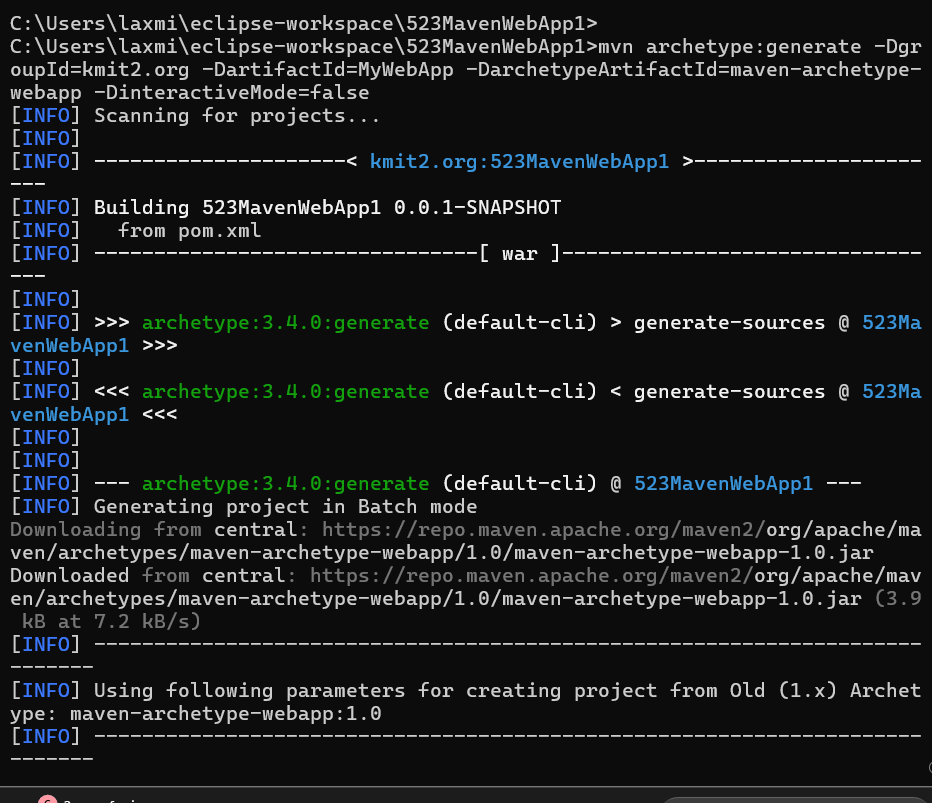 C:\Users\laxmi\eclipse-workspace\523MavenWebApp1>
C:\Users\laxmi\eclipse-workspace\523MavenWebApp1>mvn archetype:generate -Dgr
oupId=kmit2.org -DartifactId=MyWebApp -DarchetypeArtifactId=maven-archetype-
webapp -DinteractiveMode=false
[INFO] Scanning for projects...
[INFO]
[INFO] ---------------------< kmit2.org:523MavenWebApp1 >-------------------
---
[INFO] Building 523MavenWebApp1 0.0.1-SNAPSHOT
[INFO]   from pom.xml
[INFO] --------------------------------[ war ]------------------------------
---
[INFO]
[INFO] >>> archetype:3.4.0:generate (default-cli) > generate-sources @ 523Ma
venWebApp1 >>>
[INFO]
[INFO] <<< archetype:3.4.0:generate (default-cli) < generate-sources @ 523Ma
venWebApp1 <<<
[INFO]
[INFO]
[INFO] --- archetype:3.4.0:generate (default-cli) @ 523MavenWebApp1 ---
[INFO] Generating project in Batch mode
Downloading from central: https://repo.maven.apache.org/maven2/org/apache/ma
ven/archetypes/maven-archetype-webapp/1.0/maven-archetype-webapp-1.0.jar
Downloaded from central: https://repo.maven.apache.org/maven2/org/apache/mav
en/archetypes/maven-archetype-webapp/1.0/maven-archetype-webapp-1.0.jar (3.9
 kB at 7.2 kB/s)
[INFO] ---------------------------------------------------------------------
-------
[INFO] Using following parameters for creating project from Old (1.x) Archet
ype: maven-archetype-webapp:1.0
[INFO] ---------------------------------------------------------------------
-------